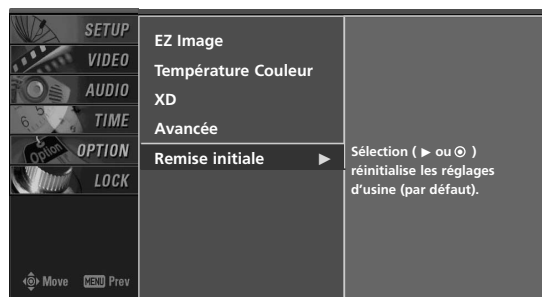 SETUP
VIDEO
AUDIO
TIME
OPTION
LOCK
Move
MENU Prev
EZ Image
Température Couleur
XD
Avancée
Remise initiale ▶
Sélection ( ▶ ou ⊙ )
réinitialise les réglages
d'usine (par défaut).